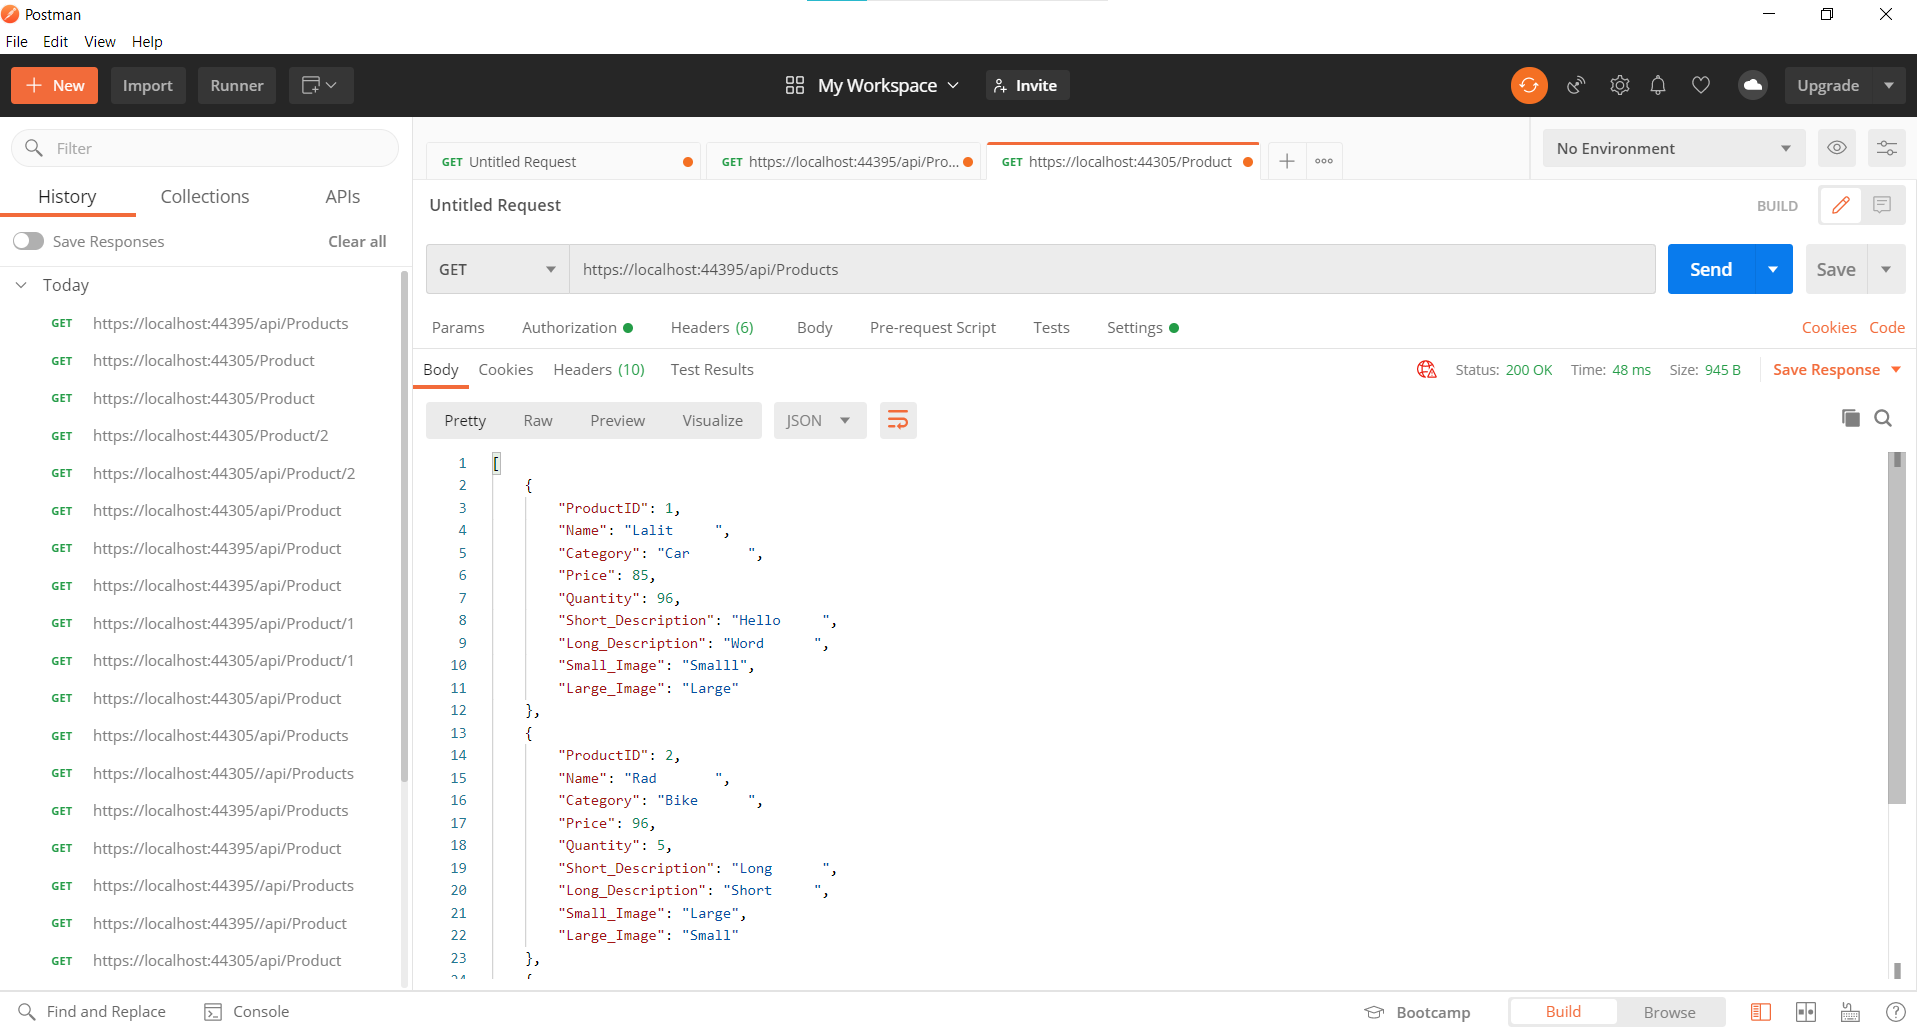 Postman
File Edit View Help
New Import Runner My Workspace Invite Upgrade
Filter
History Collections APIs
Save Responses Clear all
Today
GET https://localhost:44395/api/Products
GET https://localhost:44305/Product
GET https://localhost:44305/Product
GET https://localhost:44305/Product/2
GET https://localhost:44305/api/Product/2
GET https://localhost:44305/api/Product
GET https://localhost:44395/api/Product
GET https://localhost:44395/api/Product
GET https://localhost:44395/api/Product/1
GET https://localhost:44305/api/Product/1
GET https://localhost:44305/api/Product
GET https://localhost:44305/api/Products
GET https://localhost:44305//api/Products
GET https://localhost:44395/api/Products
GET https://localhost:44395/api/Product
GET https://localhost:44395//api/Products
GET https://localhost:44395//api/Product
GET https://localhost:44305/api/Product
GET Untitled Request GET https://localhost:44395/api/Pro... GET https://localhost:44305/Product
No Environment
Untitled Request BUILD
GET https://localhost:44395/api/Products Send Save
Params Authorization Headers (6) Body Pre-request Script Tests Settings Cookies Code
Body Cookies Headers (10) Test Results Status: 200 OK Time: 48 ms Size: 945 B Save Response
Pretty Raw Preview Visualize JSON
1 [
2 {
3 "ProductID": 1,
4 "Name": "Lalit     ",
5 "Category": "Car       ",
6 "Price": 85,
7 "Quantity": 96,
8 "Short_Description": "Hello     ",
9 "Long_Description": "Word      ",
10 "Small_Image": "Smalll",
11 "Large_Image": "Large"
12 },
13 {
14 "ProductID": 2,
15 "Name": "Rad       ",
16 "Category": "Bike      ",
17 "Price": 96,
18 "Quantity": 5,
19 "Short_Description": "Long      ",
20 "Long_Description": "Short     ",
21 "Small_Image": "Large",
22 "Large_Image": "Small"
23 },
24 {
Find and Replace Console Bootcamp Build Browse